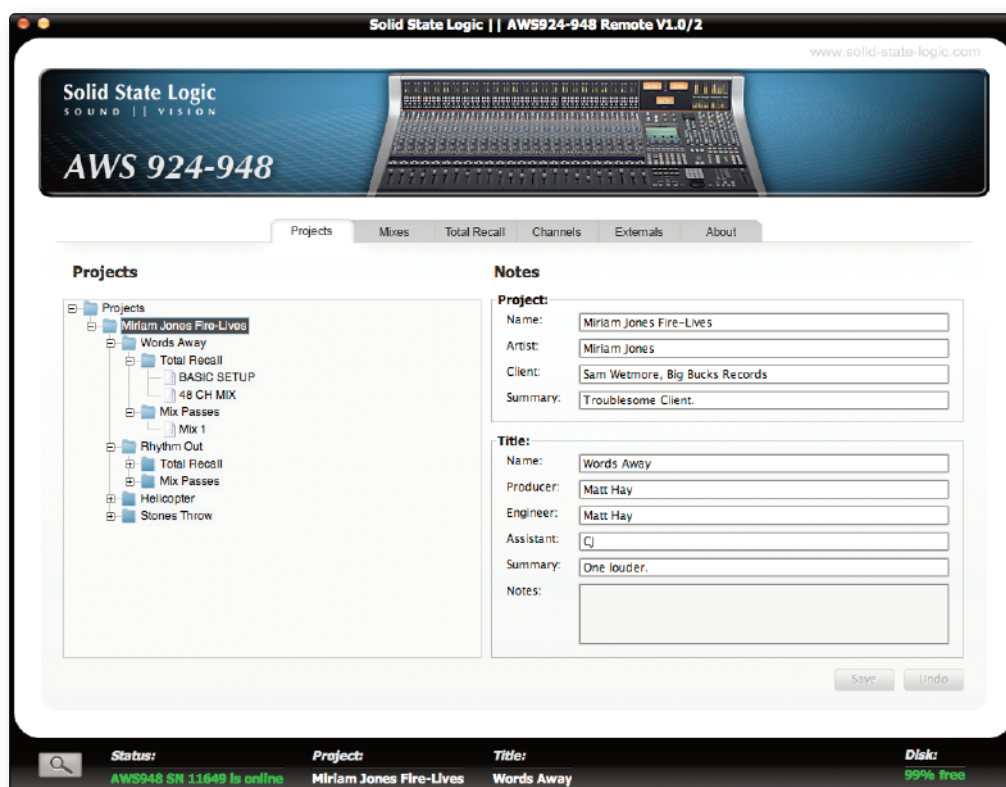 Solid State Logic || AWS924-948 Remote V1.0/2
www.solid-state-logic.com
Solid State Logic
SOUND || VISION
AWS 924-948
Projects Mixes Total Recall Channels Externals About
Projects
Projects
Miriam Jones Fire-Lives
Words Away
Total Recall
BASIC SETUP
48 CH MIX
Mix Passes
Mix 1
Rhythm Out
Total Recall
Mix Passes
Helicopter
Stones Throw
Notes
Project:
Name: Miriam Jones Fire-Lives
Artist: Miriam Jones
Client: Sam Wetmore, Big Bucks Records
Summary: Troublesome Client.
Title:
Name: Words Away
Producer: Matt Hay
Engineer: Matt Hay
Assistant: CJ
Summary: One louder.
Notes:
Save Undo
Status: Project: Title: Disk:
AWS948 SN 11649 is online Miriam Jones Fire-Lives Words Away 99% free